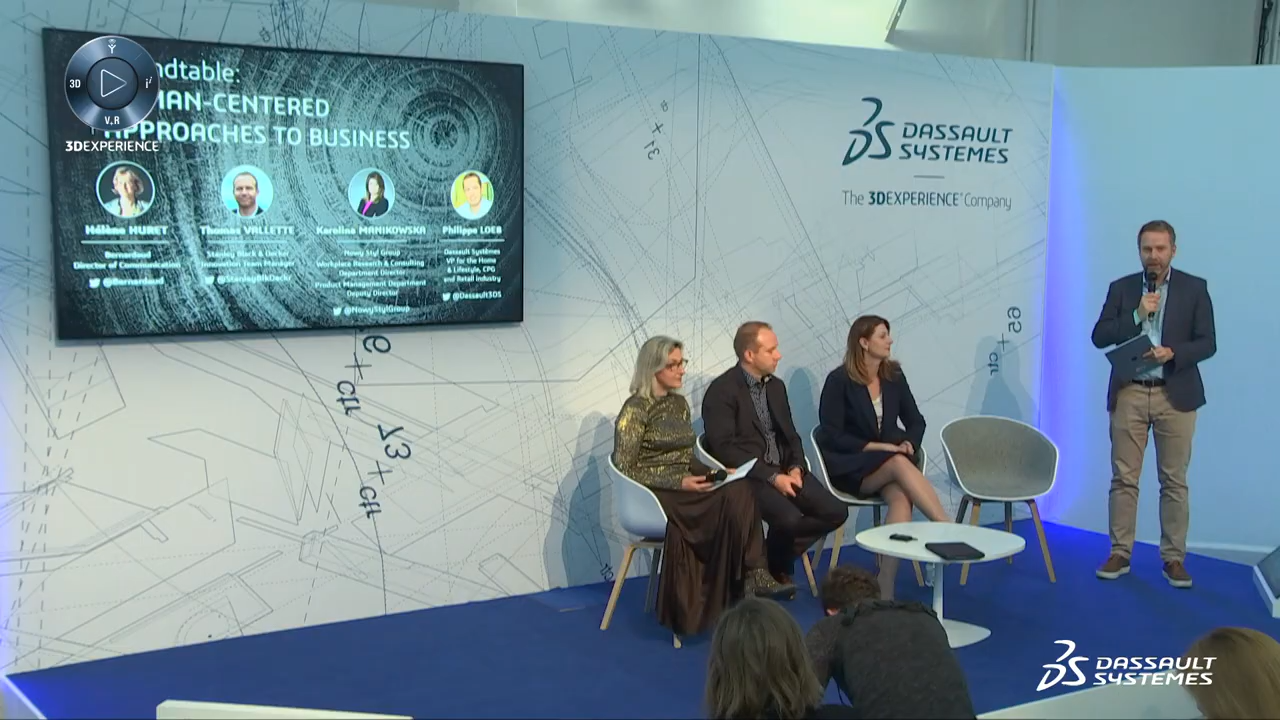 ndtable:
MAN-CENTERED
APPROACHES TO BUSINESS
3D
i
V.R
3DEXPERIENCE
Hélène HURET
Bernardaud
Director of Communication
@Bernardaud
Thomas VALLETTE
Stanley Black & Decker
Innovation Team Manager
@StanleyBlkDeckr
Karolina MANIKOWSKA
Nowy Styl Group
Workplace Research & Consulting
Department Director
Product Management Department
Deputy Director
@NowyStylGroup
Philippe LOEB
Dassault Systèmes
VP for the Home
& Lifestyle, CPG
and Retail Industry
@Dassault3DS
DASSAULT
SYSTEMES
The 3DEXPERIENCE® Company
DASSAULT
SYSTEMES